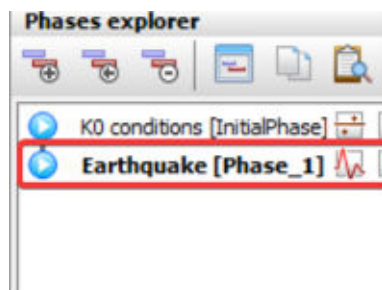 Phases explorer
K0 conditions [InitialPhase]
Earthquake [Phase_1]